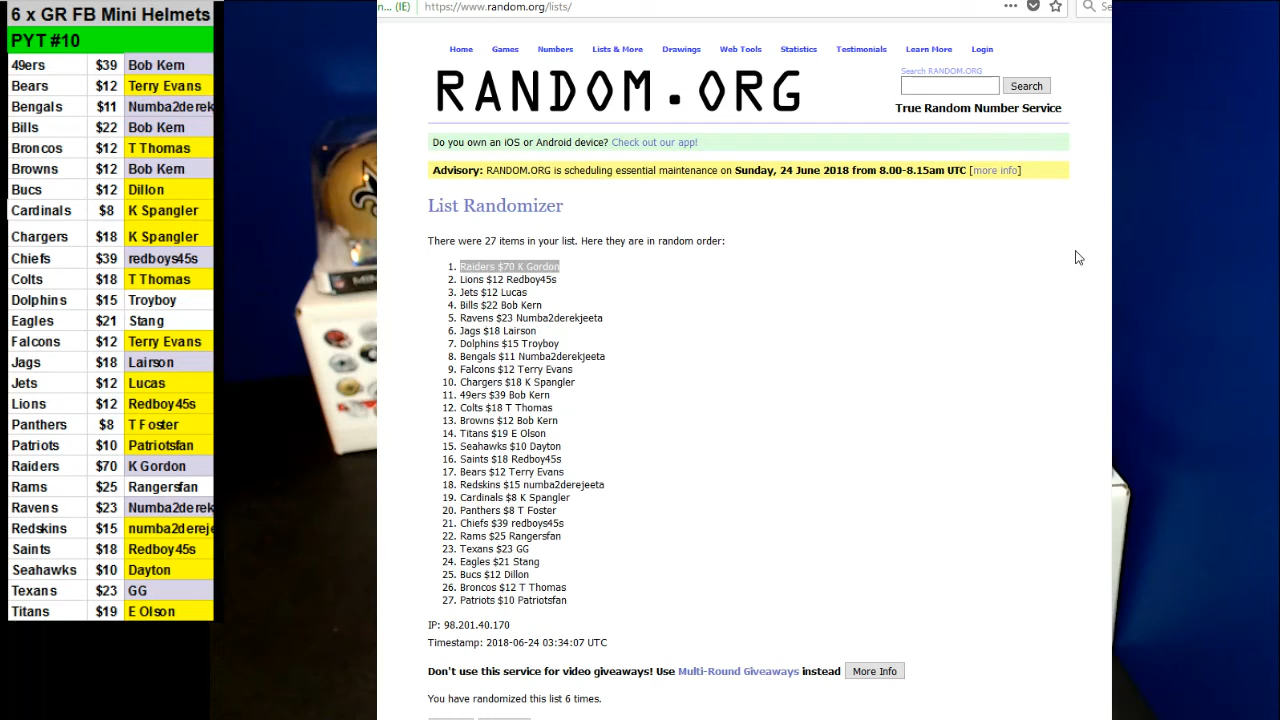 6 x GR FB Mini Helmets
PYT #10
49ers $39 Bob Kern
Bears $12 Terry Evans
Bengals $11 Numba2derek
Bills $22 Bob Kern
Broncos $12 T Thomas
Browns $12 Bob Kern
Bucs $12 Dillon
Cardinals $8 K Spangler
Chargers $18 K Spangler
Chiefs $39 redboys45s
Colts $18 T Thomas
Dolphins $15 Troyboy
Eagles $21 Stang
Falcons $12 Terry Evans
Jags $18 Lairson
Jets $12 Lucas
Lions $12 Redboy45s
Panthers $8 T Foster
Patriots $10 Patriotsfan
Raiders $70 K Gordon
Rams $25 Rangersfan
Ravens $23 Numba2derek
Redskins $15 numba2dereje
Saints $18 Redboy45s
Seahawks $10 Dayton
Texans $23 GG
Titans $19 E Olson
n... (IE) https://www.random.org/lists/ ••• Se
Home Games Numbers Lists & More Drawings Web Tools Statistics Testimonials Learn More Login
RANDOM.ORG
Search RANDOM.ORG
Search
True Random Number Service
Do you own an iOS or Android device? Check out our app!
Advisory: RANDOM.ORG is scheduling essential maintenance on Sunday, 24 June 2018 from 8.00-8.15am UTC [more info]
List Randomizer
There were 27 items in your list. Here they are in random order:
1. Raiders $70 K Gordon
2. Lions $12 Redboy45s
3. Jets $12 Lucas
4. Bills $22 Bob Kern
5. Ravens $23 Numba2derekjeeta
6. Jags $18 Lairson
7. Dolphins $15 Troyboy
8. Bengals $11 Numba2derekjeeta
9. Falcons $12 Terry Evans
10. Chargers $18 K Spangler
11. 49ers $39 Bob Kern
12. Colts $18 T Thomas
13. Browns $12 Bob Kern
14. Titans $19 E Olson
15. Seahawks $10 Dayton
16. Saints $18 Redboy45s
17. Bears $12 Terry Evans
18. Redskins $15 numba2derejeeta
19. Cardinals $8 K Spangler
20. Panthers $8 T Foster
21. Chiefs $39 redboys45s
22. Rams $25 Rangersfan
23. Texans $23 GG
24. Eagles $21 Stang
25. Bucs $12 Dillon
26. Broncos $12 T Thomas
27. Patriots $10 Patriotsfan
IP: 98.201.40.170
Timestamp: 2018-06-24 03:34:07 UTC
Don't use this service for video giveaways! Use Multi-Round Giveaways instead More Info
You have randomized this list 6 times.